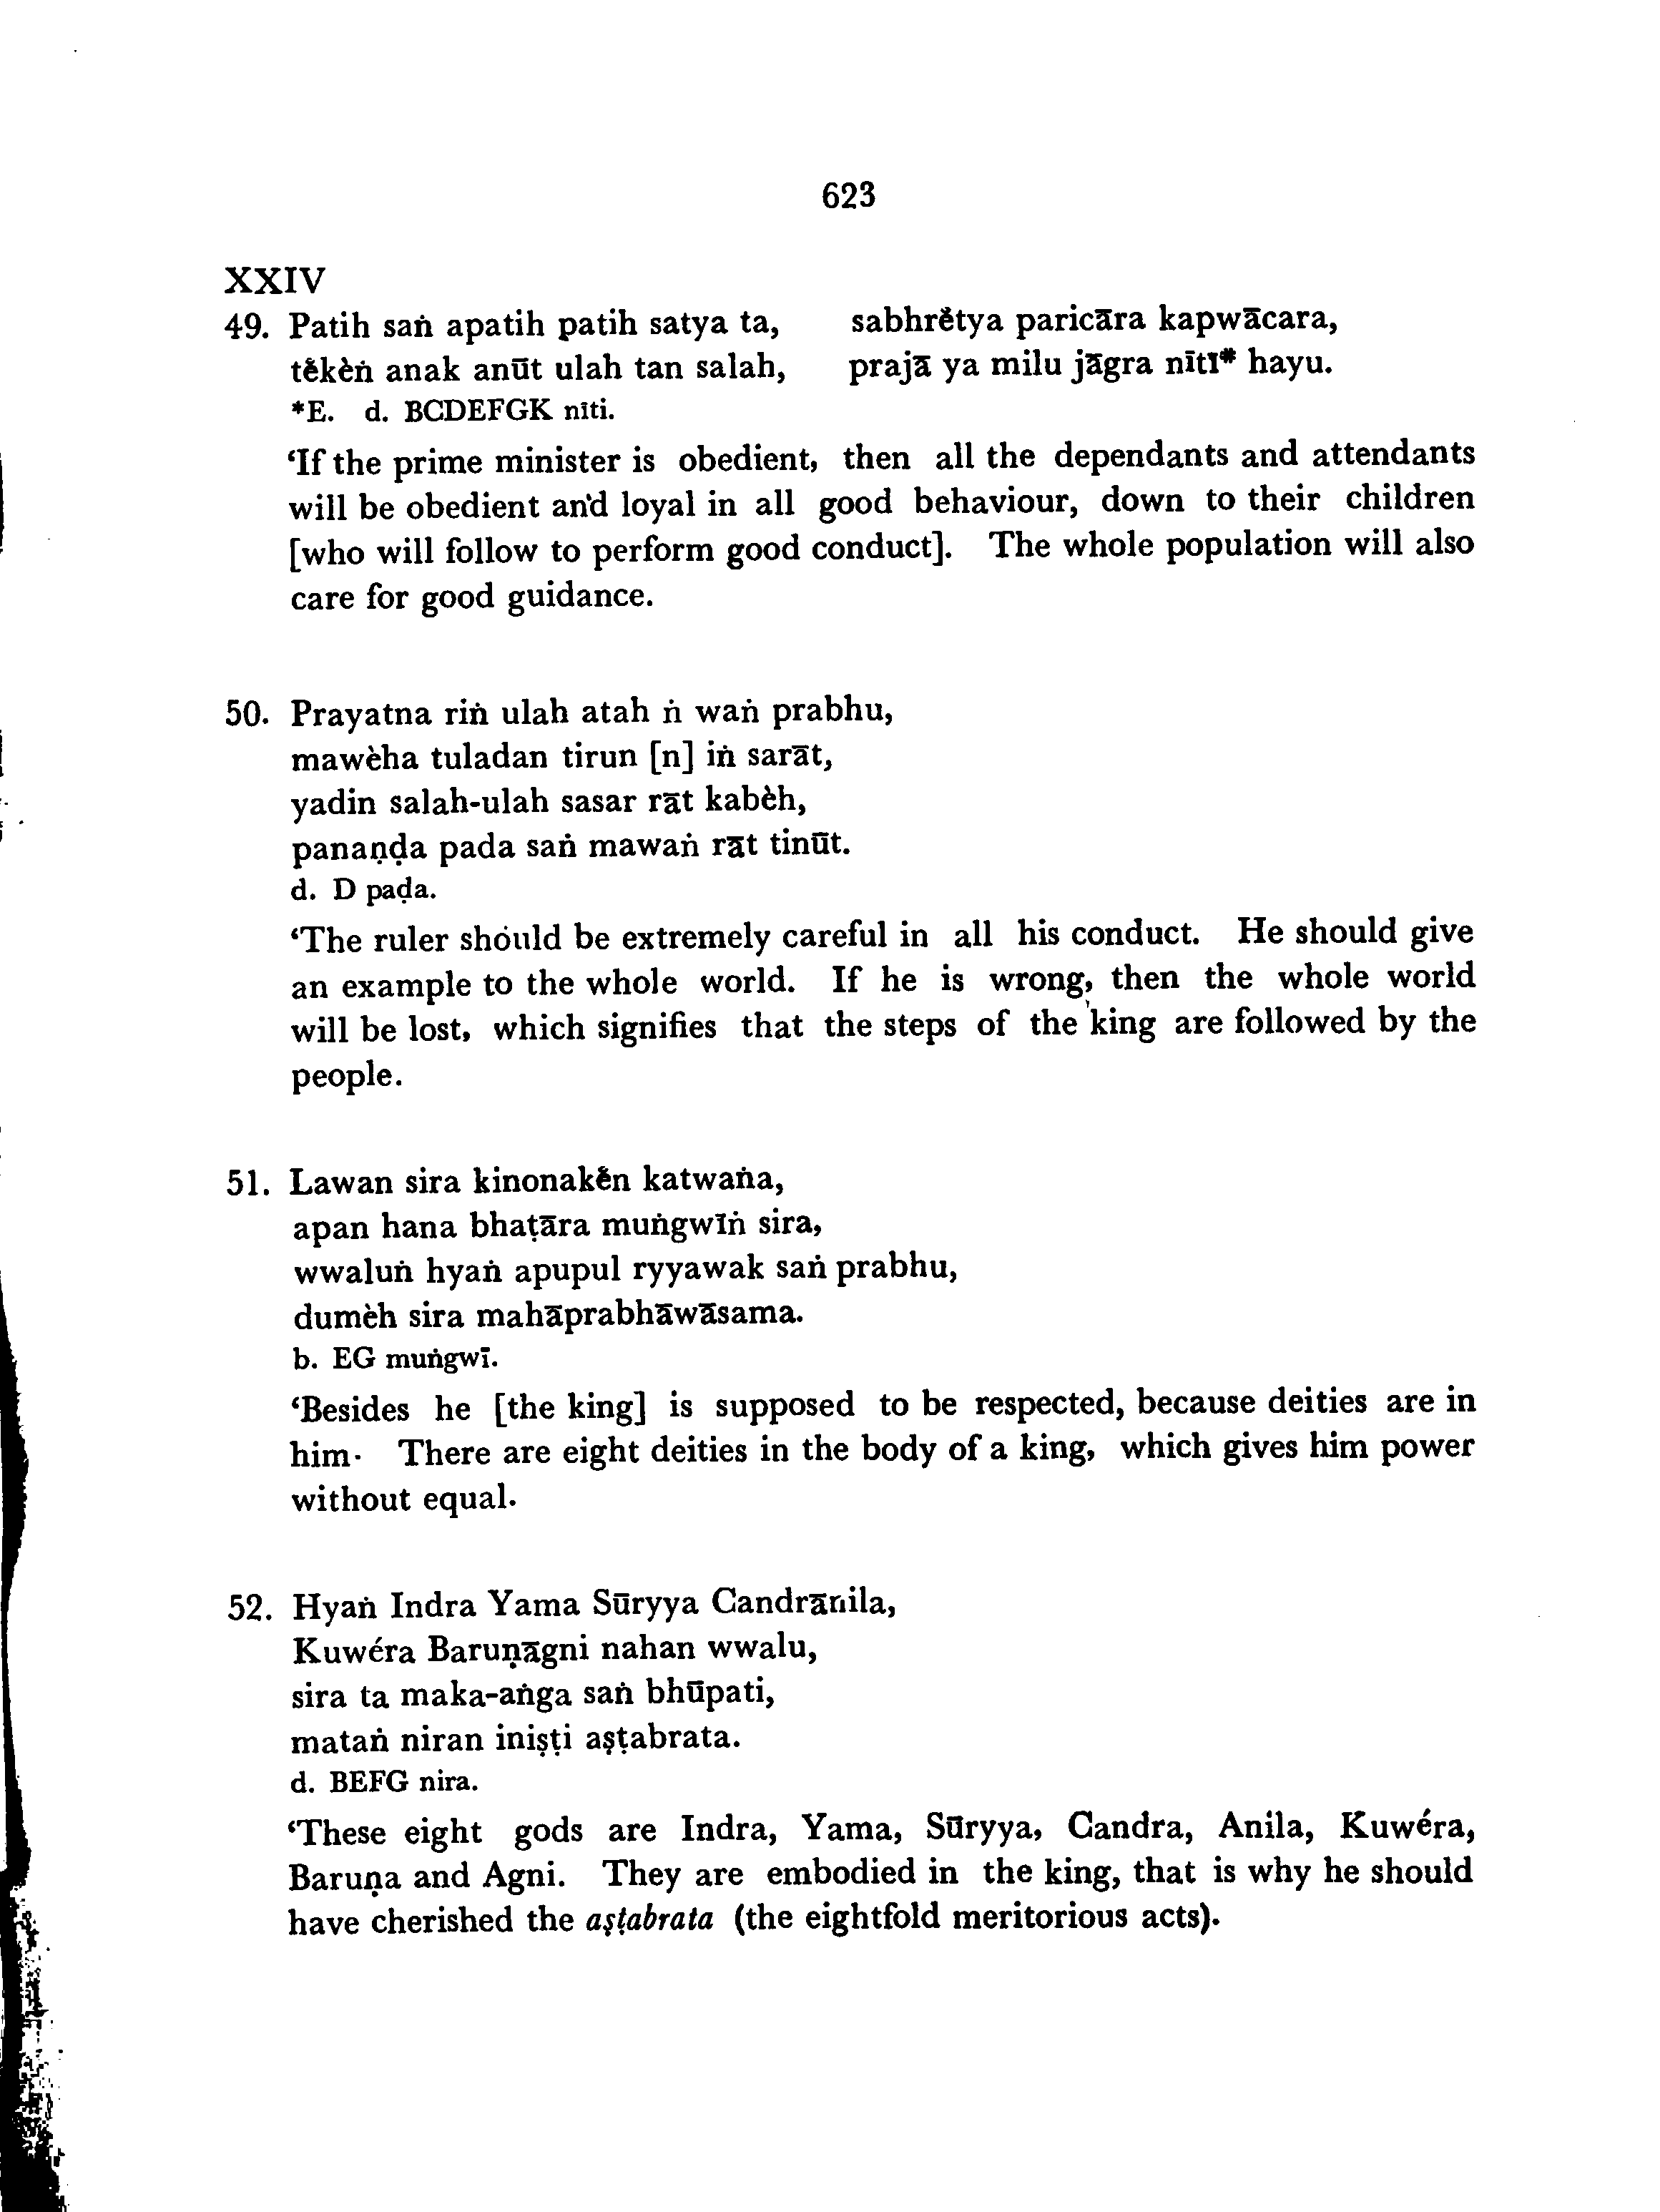 623
XXIV
49. Patih saṅ apatih patih satya ta, sabhrĕtya paricāra kapwācara,
tĕkèṅ anak anūt ulah tan salah, prajā ya milu jāgra nītī* hayu.
*E. d. BCDEFGK nīti.
‘If the prime minister is obedient, then all the dependants and attendants
will be obedient and loyal in all good behaviour, down to their children
[who will follow to perform good conduct]. The whole population will also
care for good guidance.
50. Prayatna riṅ ulah atah ṅ waṅ prabhu,
mawèha tuladan tirun [n] iṅ sarāt,
yadin salah-ulah sasar rāt kabèh,
panaṇḍa pada saṅ mawaṅ rāt tinūt.
d. D paḍa.
‘The ruler should be extremely careful in all his conduct. He should give
an example to the whole world. If he is wrong, then the whole world
will be lost, which signifies that the steps of the king are followed by the
people.
51. Lawan sira kinonakĕn katwaṅa,
apan hana bhaṭāra muṅgwīṅ sira,
wwaluṅ hyaṅ apupul ryyawak saṅ prabhu,
dumèh sira mahāprabhāwāsama.
b. EG muṅgwī.
‘Besides he [the king] is supposed to be respected, because deities are in
him. There are eight deities in the body of a king, which gives him power
without equal.
52. Hyaṅ Indra Yama Sūryya Candrānila,
Kuwéra Baruṇāgni nahan wwalu,
sira ta maka-aṅga saṅ bhūpati,
mataṅ niran iniṣṭi aṣṭabrata.
d. BEFG nira.
‘These eight gods are Indra, Yama, Sūryya, Candra, Anila, Kuwéra,
Baruṇa and Agni. They are embodied in the king, that is why he should
have cherished the aṣṭabrata (the eightfold meritorious acts).